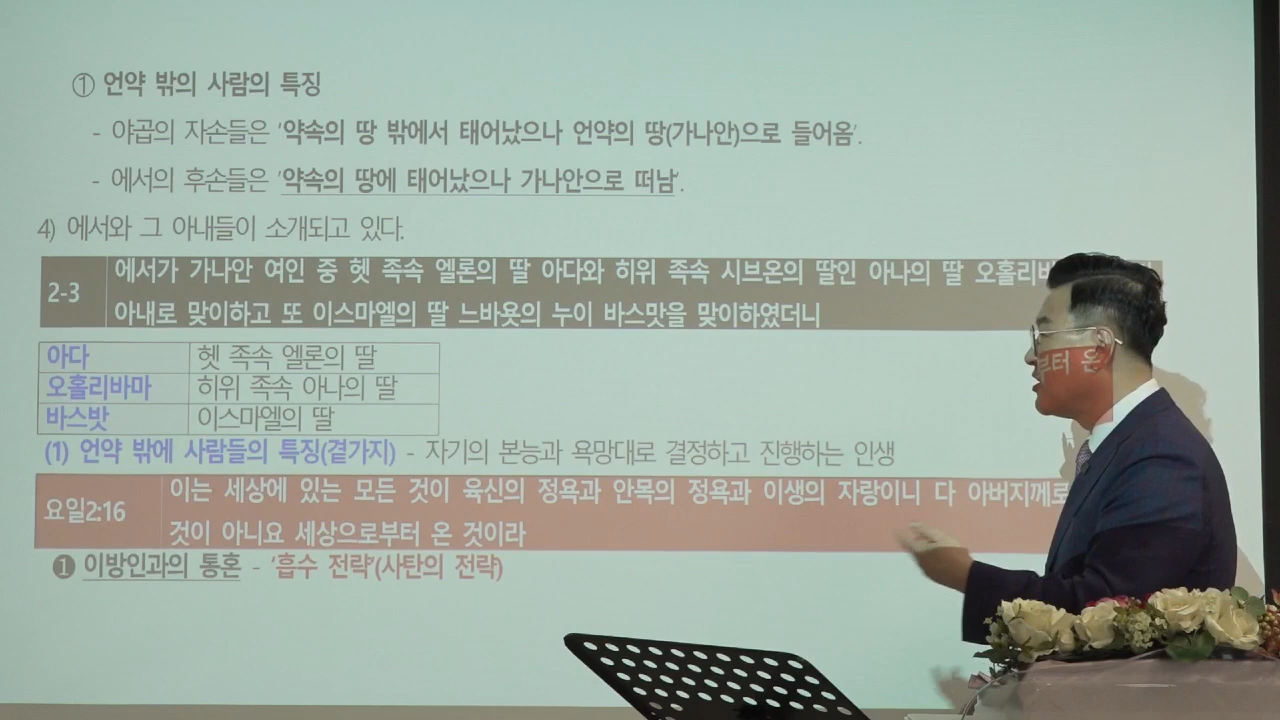 ① 언약 밖의 사람의 특징
- 야곱의 자손들은 '약속의 땅 밖에서 태어났으나 언약의 땅(가나안)으로 들어옴'.
- 에서의 후손들은 '약속의 땅에 태어났으나 가나안으로 떠남'.
4) 에서와 그 아내들이 소개되고 있다.
2-3
에서가 가나안 여인 중 헷 족속 엘론의 딸 아다와 히위 족속 시브온의 딸인 아나의 딸
아내로 맞이하고 또 이스마엘의 딸 느바욧의 누이 바스맛을 맞이하였더니
아다 헷 족속 엘론의 딸
오홀리바마 히위 족속 아나의 딸
바스밧 이스마엘의 딸
(1) 언약 밖에 사람들의 특징(곁가지) - 자기의 본능과 욕망대로 결정하고 진행하는 인생
요일2:16
이는 세상에 있는 모든 것이 육신의 정욕과 안목의 정욕과 이생의 자랑이니 다 아버지께로
부터 온
것이 아니요 세상으로부터 온 것이라
❶ 이방인과의 통혼 - '흡수 전략'(사탄의 전략)